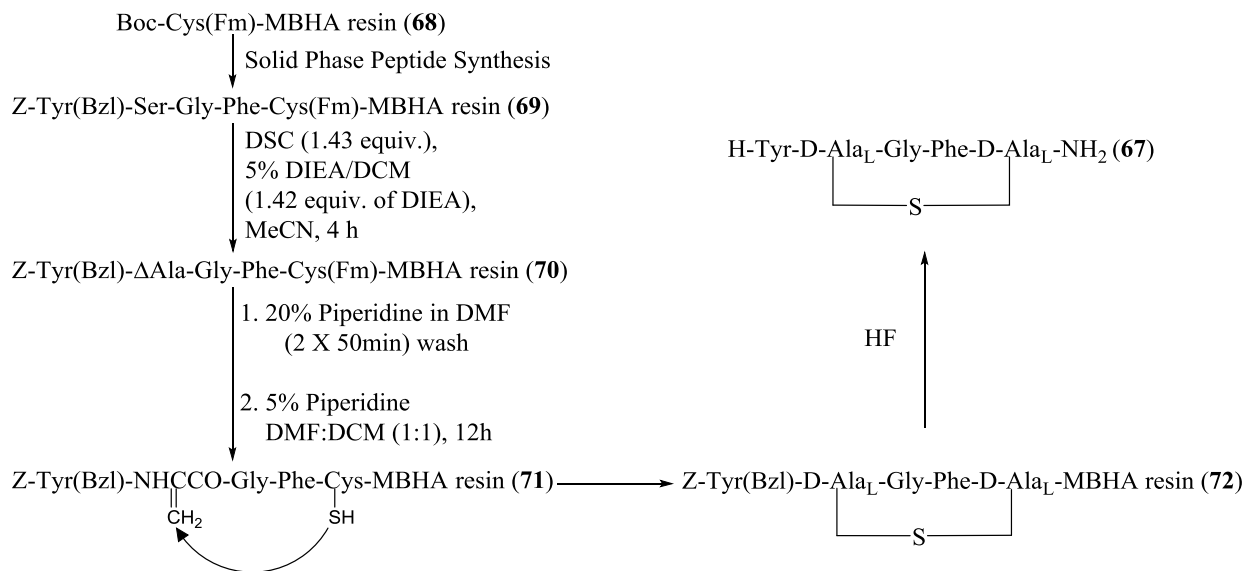 Boc-Cys(Fm)-MBHA resin (68)
Solid Phase Peptide Synthesis
Z-Tyr(Bzl)-Ser-Gly-Phe-Cys(Fm)-MBHA resin (69)
DSC (1.43 equiv.),
5% DIEA/DCM
(1.42 equiv. of DIEA),
MeCN, 4 h
Z-Tyr(Bzl)-ΔAla-Gly-Phe-Cys(Fm)-MBHA resin (70)
1. 20% Piperidine in DMF
(2 X 50min) wash
2. 5% Piperidine
DMF:DCM (1:1), 12h
Z-Tyr(Bzl)-NHCCO-Gly-Phe-Cys-MBHA resin (71)
CH2
SH
Z-Tyr(Bzl)-D-AlaL-Gly-Phe-D-AlaL-MBHA resin (72)
S
HF
H-Tyr-D-AlaL-Gly-Phe-D-AlaL-NH2 (67)
S